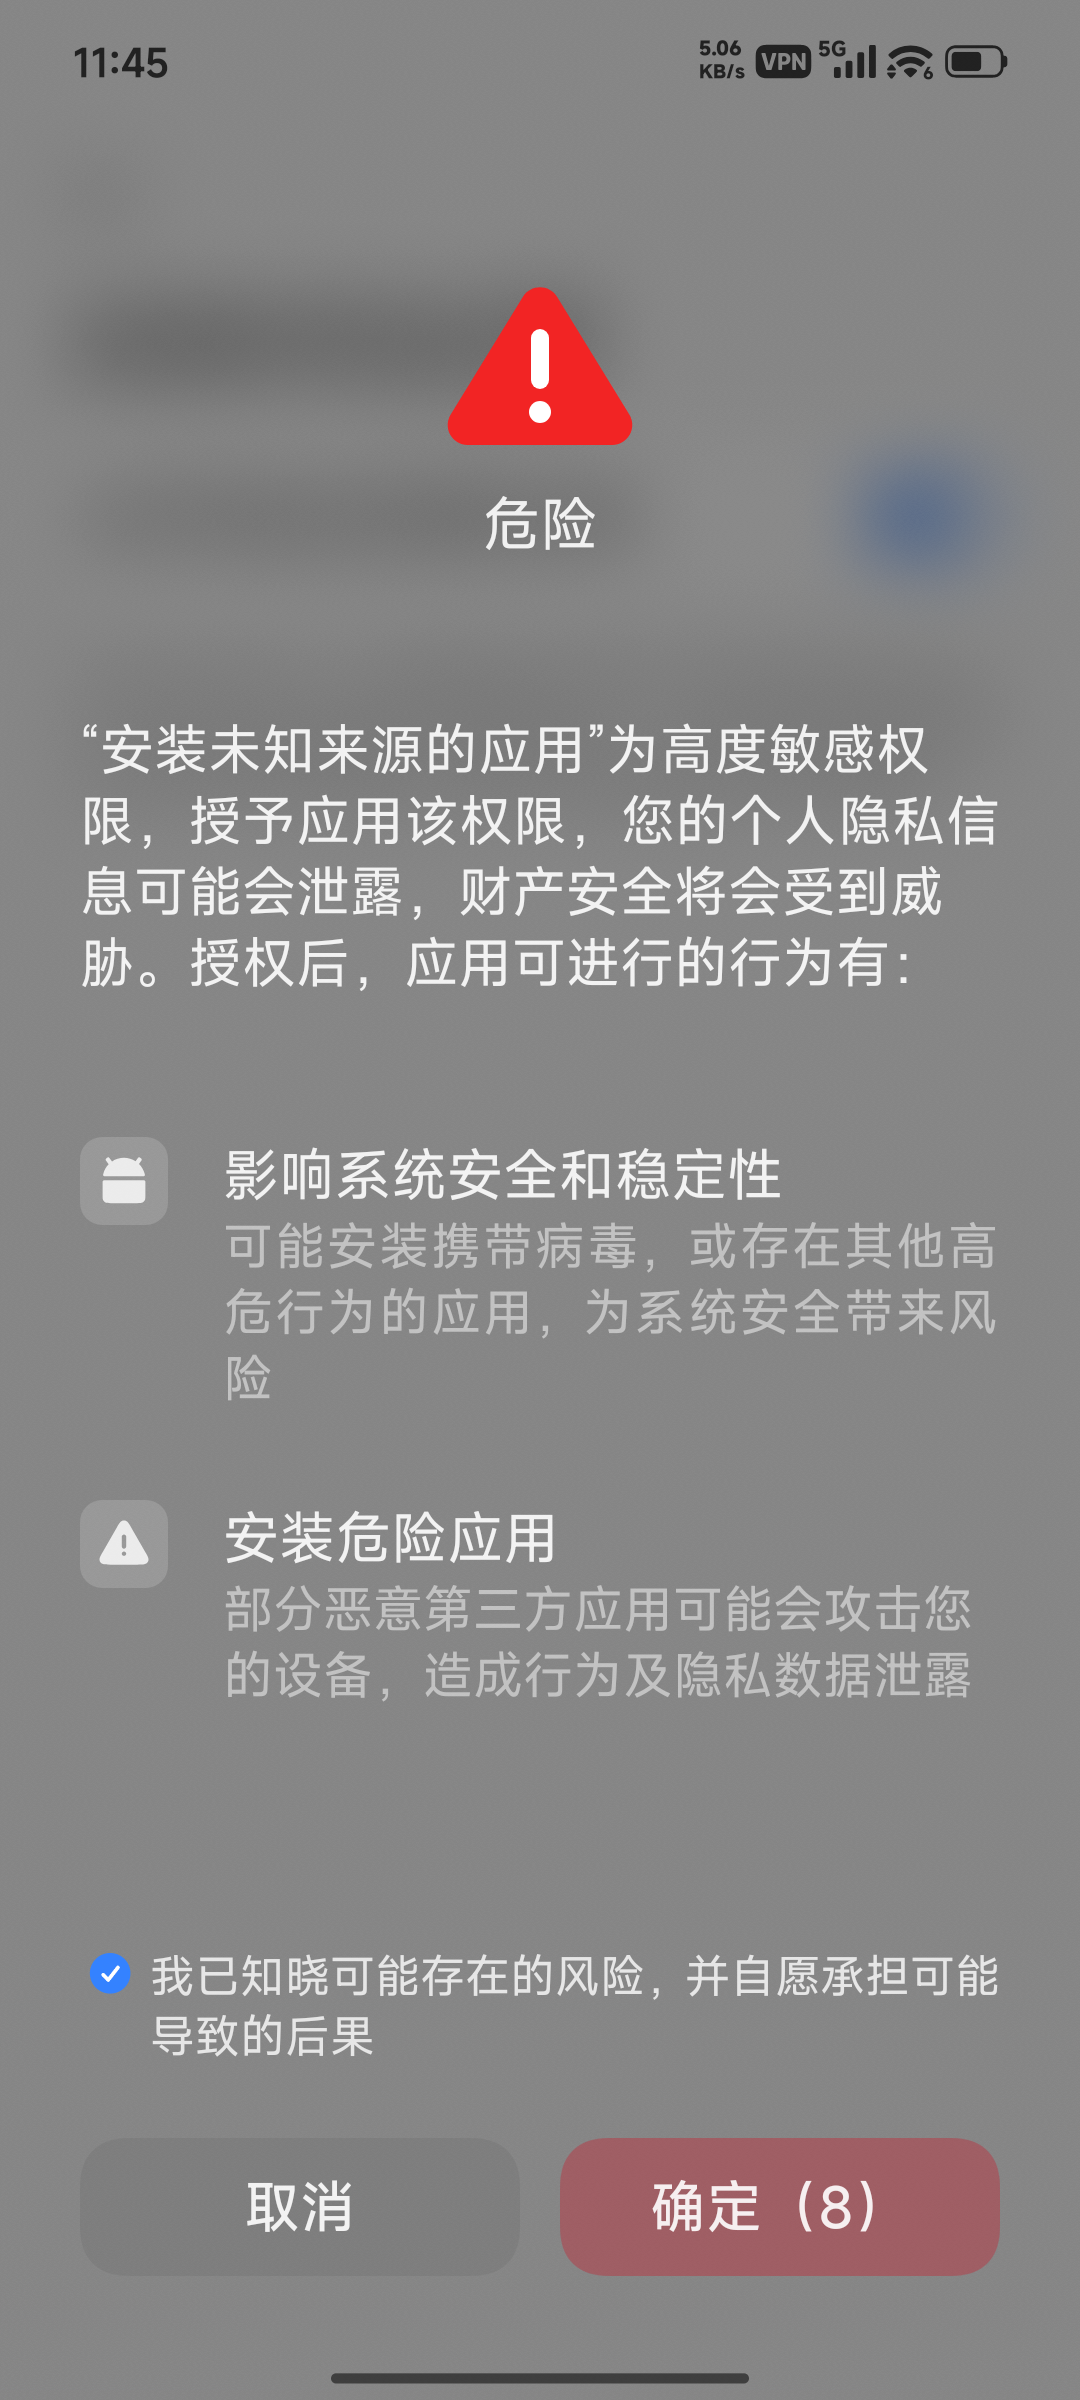 11:45
5.06
KB/s
VPN
5G
6
危险
“安装未知来源的应用”为高度敏感权
限，授予应用该权限，您的个人隐私信
息可能会泄露，财产安全将会受到威
胁。授权后，应用可进行的行为有：
影响系统安全和稳定性
可能安装携带病毒，或存在其他高
危行为的应用，为系统安全带来风
险
安装危险应用
部分恶意第三方应用可能会攻击您
的设备，造成行为及隐私数据泄露
我已知晓可能存在的风险，并自愿承担可能
导致的后果
取消
确定（8）